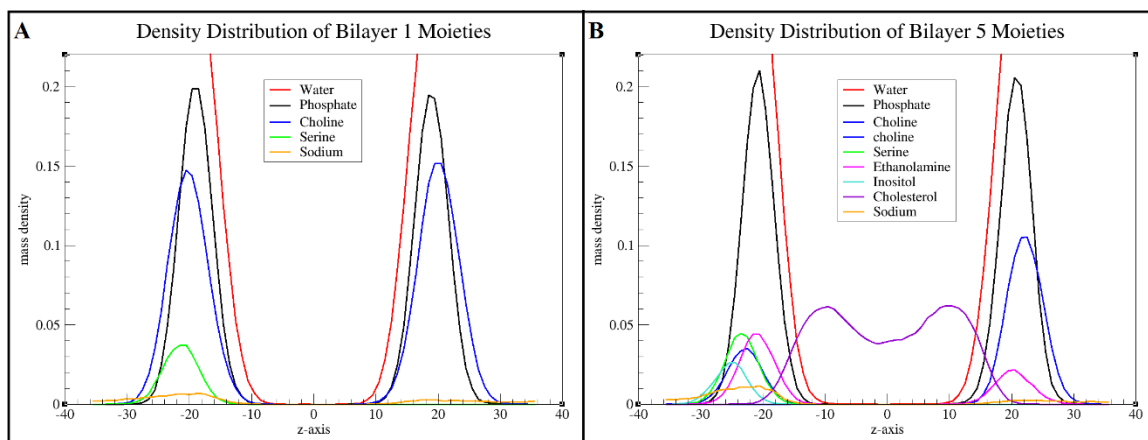 A
Density Distribution of Bilayer 1 Moieties
Water
Phosphate
Choline
Serine
Sodium
mass density
0.2
0.15
0.1
0.05
0
-40 -30 -20 -10 0 10 20 30 40
z-axis
B
Density Distribution of Bilayer 5 Moieties
Water
Phosphate
Choline
choline
Serine
Ethanolamine
Inositol
Cholesterol
Sodium
mass density
0.2
0.15
0.1
0.05
0
-40 -30 -20 -10 0 10 20 30 40
z-axis